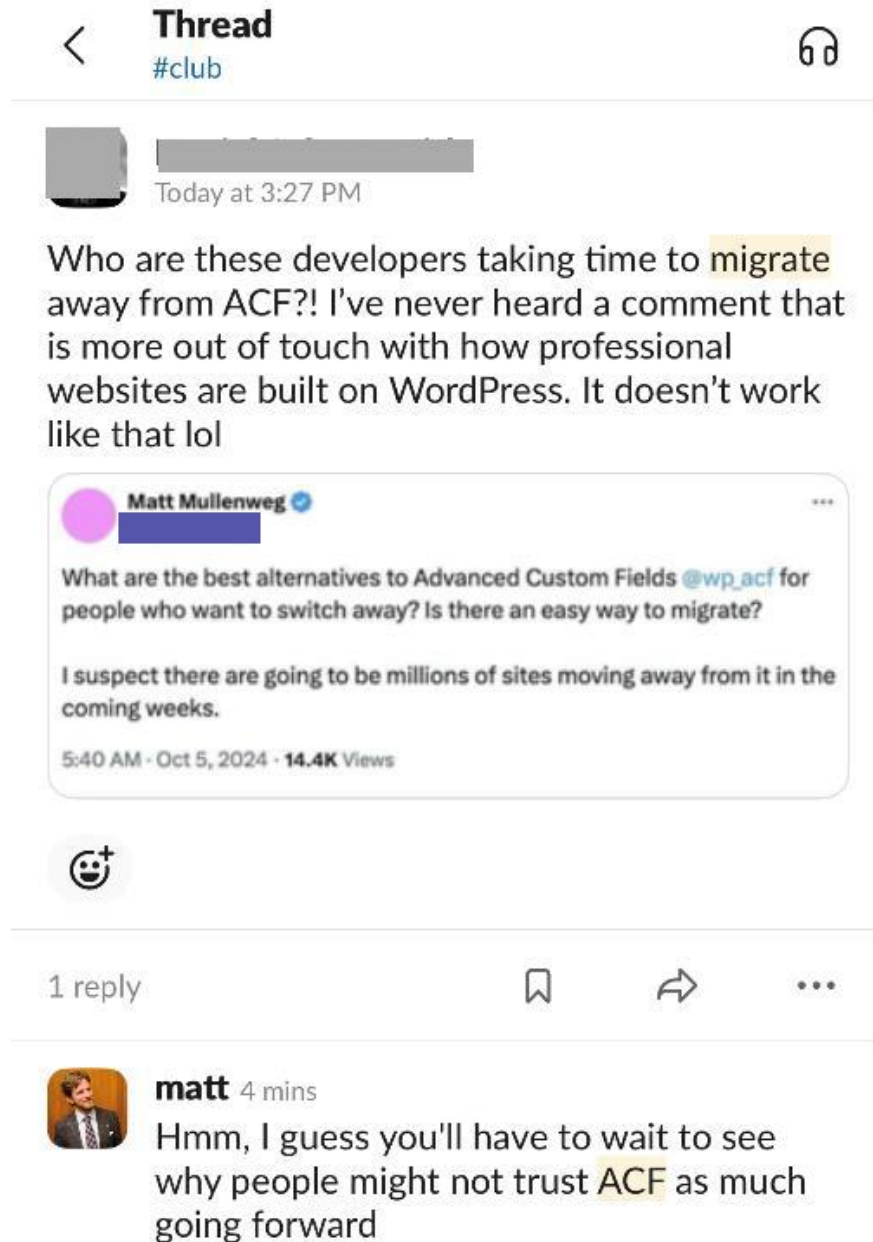 Thread
#club
Today at 3:27 PM
Who are these developers taking time to migrate
away from ACF?! I’ve never heard a comment that
is more out of touch with how professional
websites are built on WordPress. It doesn’t work
like that lol
Matt Mullenweg
What are the best alternatives to Advanced Custom Fields @wp_acf for
people who want to switch away? Is there an easy way to migrate?
I suspect there are going to be millions of sites moving away from it in the
coming weeks.
5:40 AM · Oct 5, 2024 · 14.4K Views
1 reply
matt 4 mins
Hmm, I guess you'll have to wait to see
why people might not trust ACF as much
going forward